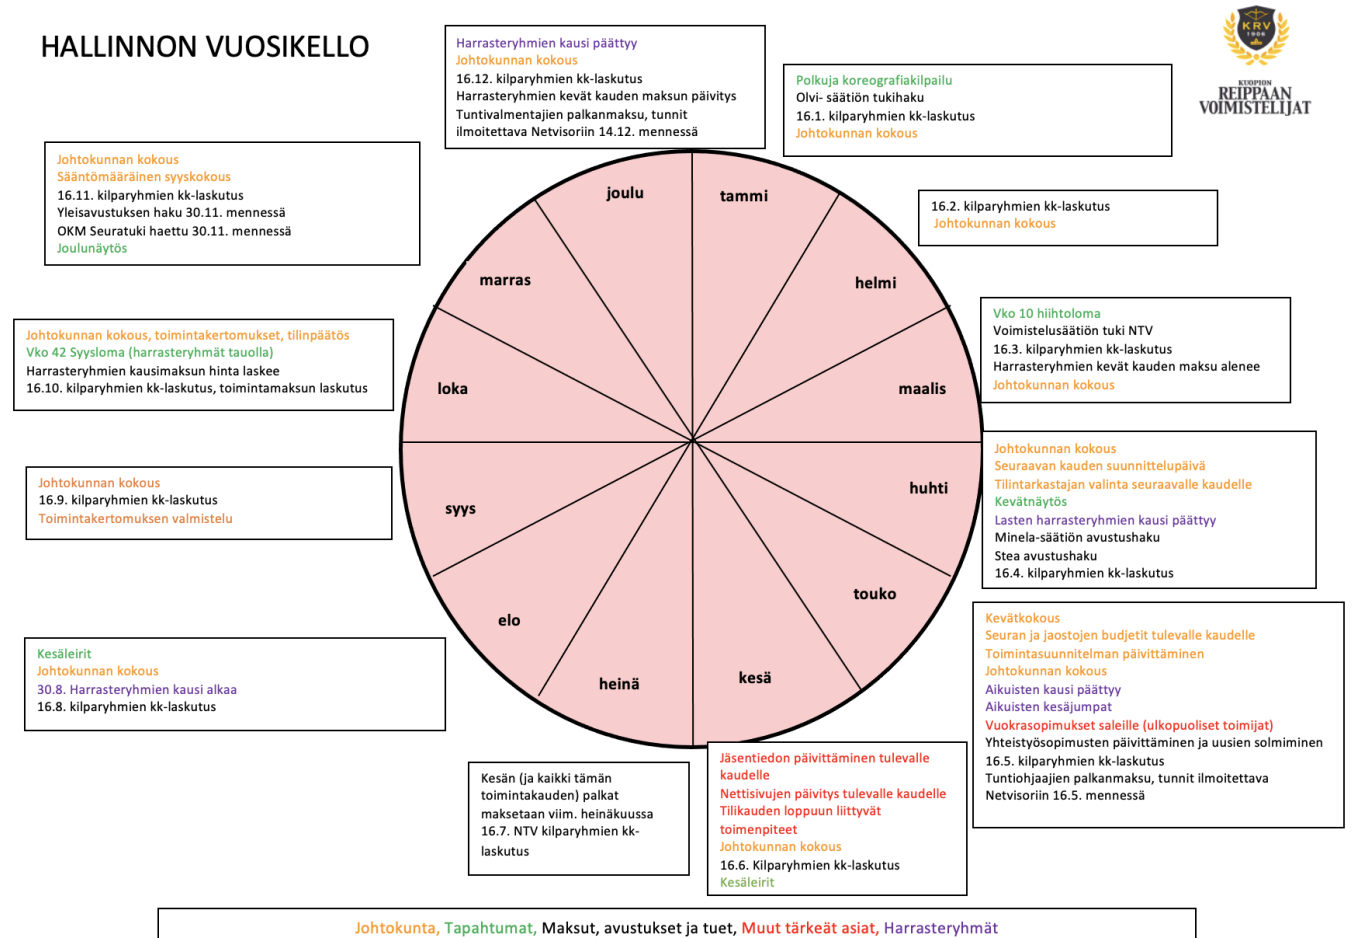 HALLINNON VUOSIKELLO
KRV
1906
KUOPION
REIPPAAN
VOIMISTELIJAT
Harrasteryhmien kausi päättyy
Johtokunnan kokous
16.12. kilparyhmien kk-laskutus
Harrasteryhmien kevät kauden maksun päivitys
Tuntivalmentajien palkanmaksu, tunnit
ilmoitettava Netvisoriin 14.12. mennessä
Polkuja koreografiakilpailu
Olvi- säätiön tukihaku
16.1. kilparyhmien kk-laskutus
Johtokunnan kokous
Johtokunnan kokous
Sääntömääräinen syyskokous
16.11. kilparyhmien kk-laskutus
Yleisavustuksen haku 30.11. mennessä
OKM Seuratuki haettu 30.11. mennessä
Joulunäytös
16.2. kilparyhmien kk-laskutus
Johtokunnan kokous
joulu
tammi
marras
helmi
loka
maalis
syys
huhti
elo
touko
heinä
kesä
Vko 10 hiihtoloma
Voimistelusäätiön tuki NTV
16.3. kilparyhmien kk-laskutus
Harrasteryhmien kevät kauden maksu alenee
Johtokunnan kokous
Johtokunnan kokous, toimintakertomukset, tilinpäätös
Vko 42 Syysloma (harrasteryhmät tauolla)
Harrasteryhmien kausimaksun hinta laskee
16.10. kilparyhmien kk-laskutus, toimintamaksun laskutus
Johtokunnan kokous
Seuraavan kauden suunnittelupäivä
Tilintarkastajan valinta seuraavalle kaudelle
Kevätnäytös
Lasten harrasteryhmien kausi päättyy
Minela-säätiön avustushaku
Stea avustushaku
16.4. kilparyhmien kk-laskutus
Johtokunnan kokous
16.9. kilparyhmien kk-laskutus
Toimintakertomuksen valmistelu
Kevätkokous
Seuran ja jaostojen budjetit tulevalle kaudelle
Toimintasuunnitelman päivittäminen
Johtokunnan kokous
Aikuisten kausi päättyy
Aikuisten kesäjumpat
Vuokrasopimukset saleille (ulkopuoliset toimijat)
Yhteistyösopimusten päivittäminen ja uusien solmiminen
16.5. kilparyhmien kk-laskutus
Tuntiohjaajien palkanmaksu, tunnit ilmoitettava
Netvisoriin 16.5. mennessä
Kesäleirit
Johtokunnan kokous
30.8. Harrasteryhmien kausi alkaa
16.8. kilparyhmien kk-laskutus
Kesän (ja kaikki tämän
toimintakauden) palkat
maksetaan viim. heinäkuussa
16.7. NTV kilparyhmien kk-
laskutus
Jäsentiedon päivittäminen tulevalle
kaudelle
Nettisivujen päivitys tulevalle kaudelle
Tilikauden loppuun liittyvät
toimenpiteet
Johtokunnan kokous
16.6. Kilparyhmien kk-laskutus
Kesäleirit
Johtokunta, Tapahtumat, Maksut, avustukset ja tuet, Muut tärkeät asiat, Harrasteryhmät